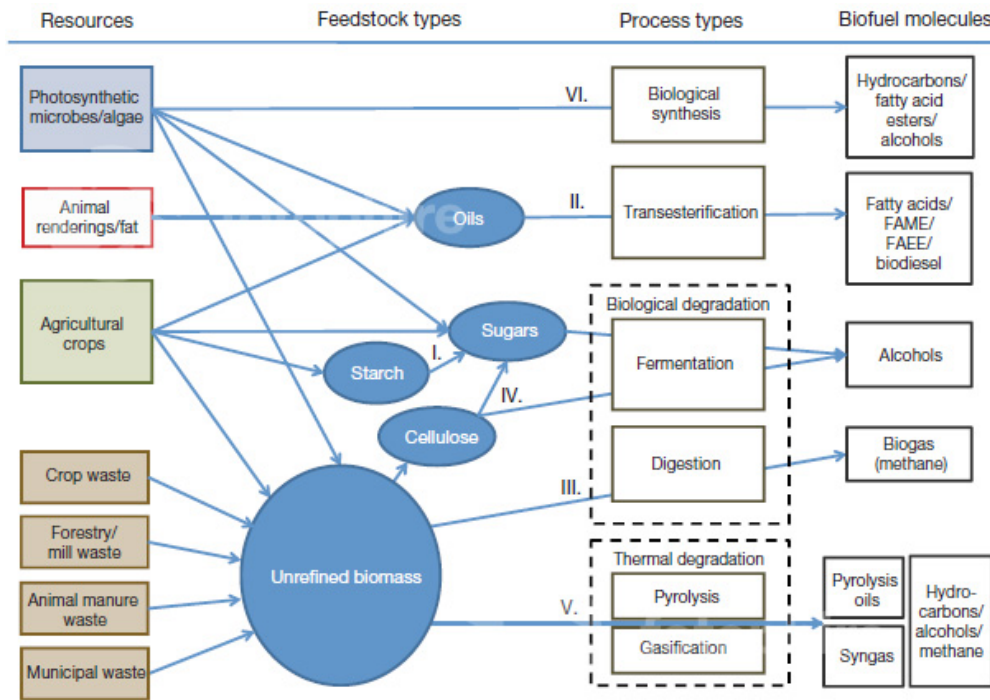 Resources
Feedstock types
Process types
Biofuel molecules
Photosynthetic
microbes/algae
VI.
Biological
synthesis
Hydrocarbons/
fatty acid
esters/
alcohols
Animal
renderings/fat
Oils
II.
Transesterification
Fatty acids/
FAME/
FAEE/
biodiesel
Agricultural
crops
Sugars
I.
Starch
Biological degradation
Fermentation
Alcohols
IV.
Cellulose
Crop waste
Digestion
III.
Biogas
(methane)
Forestry/
mill waste
Unrefined biomass
Animal manure
waste
Municipal waste
V.
Thermal degradation
Pyrolysis
Gasification
Pyrolysis
oils
Syngas
Hydro-
carbons/
alcohols/
methane